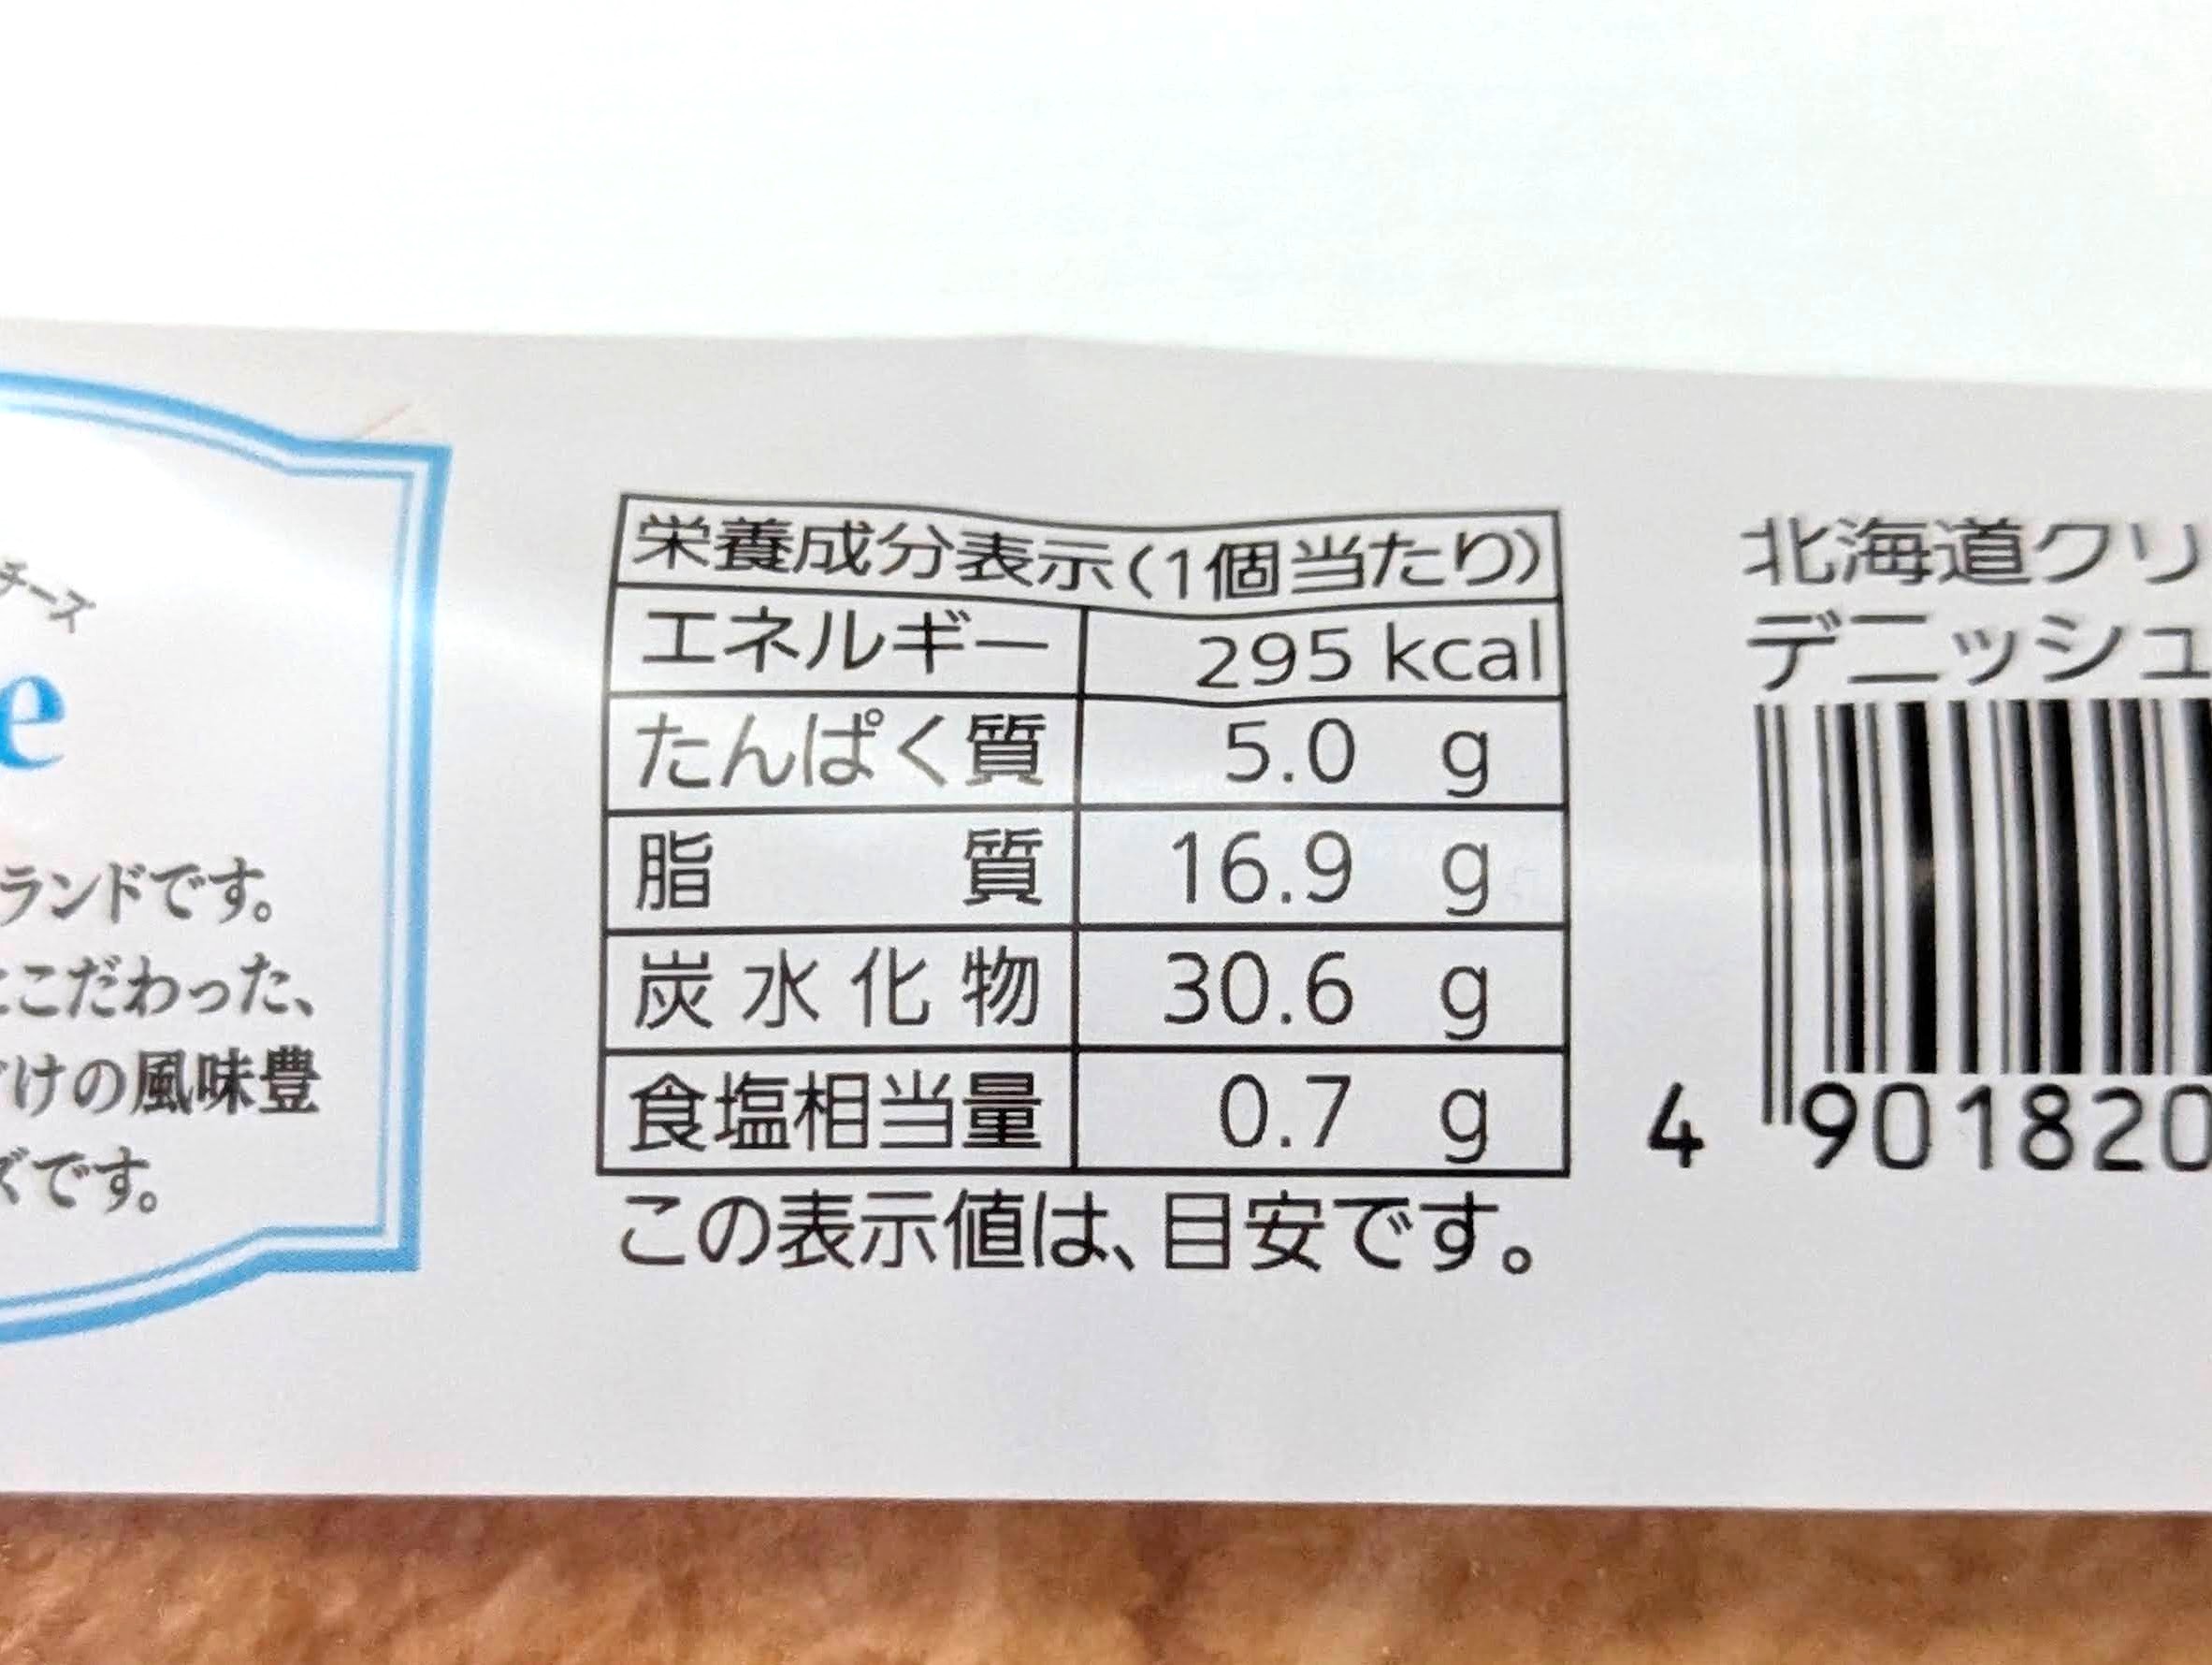 チーズ
e
ランドです。
こだわった、
けの風味豊
ズです。
栄養成分表示(1個当たり)
エネルギー 295 kcal
たんぱく質 5.0 g
脂質 16.9 g
炭水化物 30.6 g
食塩相当量 0.7 g
この表示値は、目安です。
北海道クリ
デニッシュ
4 901820